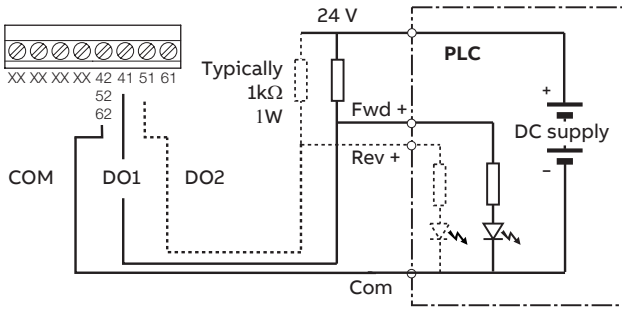 24 V
PLC
XX XX XX XX 42 41 51 61
52
62
Typically
1kΩ
1W
Fwd +
Rev +
+
DC supply
−
COM
DO1
DO2
Com